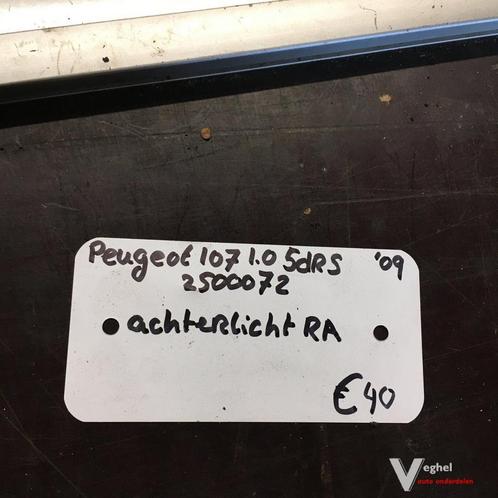 Peugeot 107 1.0 5dRS '09
2500072
achterlicht RA
€40
Veghel
auto onderdelen